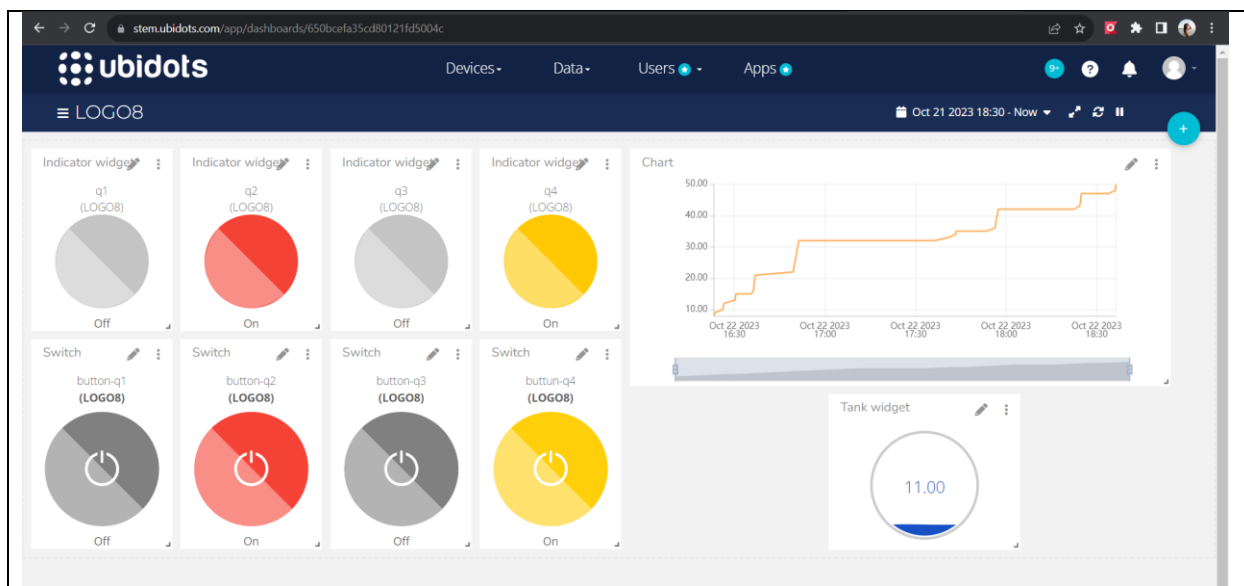 stem.ubidots.com/app/dashboards/650bcefa35cd80121fd5004c
ubidots
Devices
Data
Users
Apps
9+
?
LOGO8
Oct 21 2023 18:30 - Now
+
Indicator widget
q1
(LOGO8)
Off
Indicator widget
q2
(LOGO8)
On
Indicator widget
q3
(LOGO8)
Off
Indicator widget
q4
(LOGO8)
On
Chart
50.00
40.00
30.00
20.00
10.00
Oct 22 2023
16:30
Oct 22 2023
17:00
Oct 22 2023
17:30
Oct 22 2023
18:00
Oct 22 2023
18:30
Switch
button-q1
(LOGO8)
Off
Switch
button-q2
(LOGO8)
On
Switch
button-q3
(LOGO8)
Off
Switch
buttun-q4
(LOGO8)
On
Tank widget
11.00